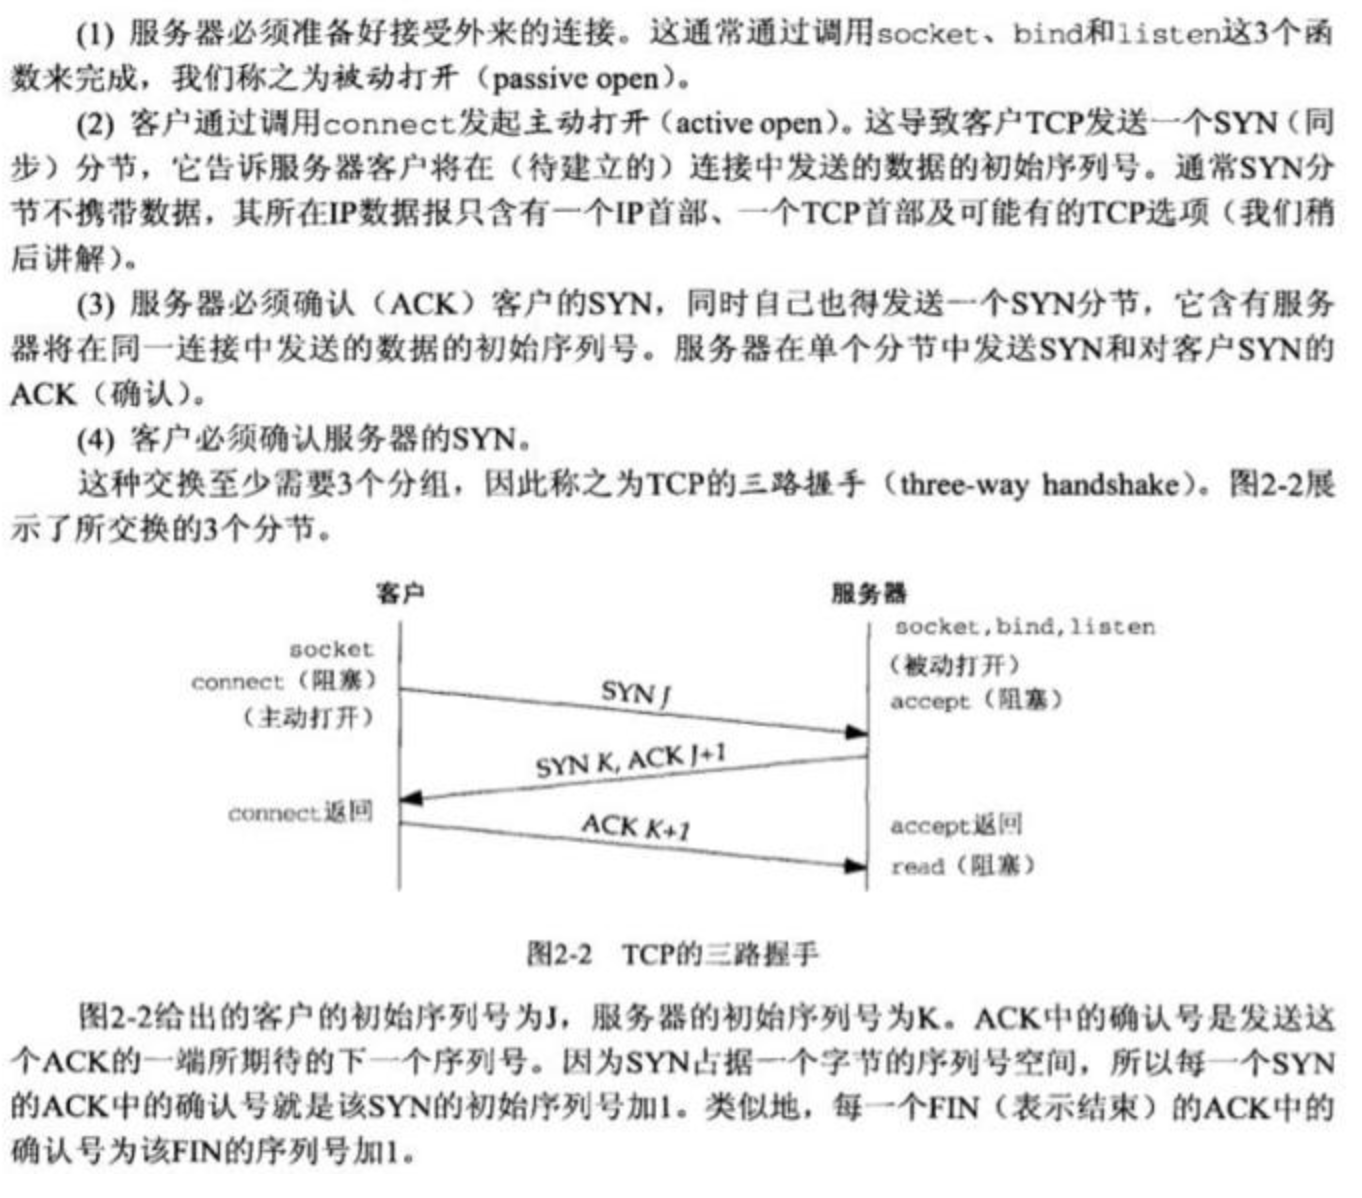 (1) 服务器必须准备好接受外来的连接。这通常通过调用socket、bind和listen这3个函
数来完成，我们称之为被动打开（passive open）。
(2) 客户通过调用connect发起主动打开（active open）。这导致客户TCP发送一个SYN（同
步）分节，它告诉服务器客户将在（待建立的）连接中发送的数据的初始序列号。通常SYN分
节不携带数据，其所在IP数据报只含有一个IP首部、一个TCP首部及可能有的TCP选项（我们稍
后讲解）。
(3) 服务器必须确认（ACK）客户的SYN，同时自己也得发送一个SYN分节，它含有服务
器将在同一连接中发送的数据的初始序列号。服务器在单个分节中发送SYN和对客户SYN的
ACK（确认）。
(4) 客户必须确认服务器的SYN。
这种交换至少需要3个分组，因此称之为TCP的三路握手（three-way handshake）。图2-2展
示了所交换的3个分节。
客户
服务器
socket
connect（阻塞）
（主动打开）
socket,bind,listen
（被动打开）
accept（阻塞）
SYN J
SYN K, ACK J+1
connect返回
ACK K+1
accept返回
read（阻塞）
图2-2 TCP的三路握手
图2-2给出的客户的初始序列号为J，服务器的初始序列号为K。ACK中的确认号是发送这
个ACK的一端所期待的下一个序列号。因为SYN占据一个字节的序列号空间，所以每一个SYN
的ACK中的确认号就是该SYN的初始序列号加1。类似地，每一个FIN（表示结束）的ACK中的
确认号为该FIN的序列号加1。